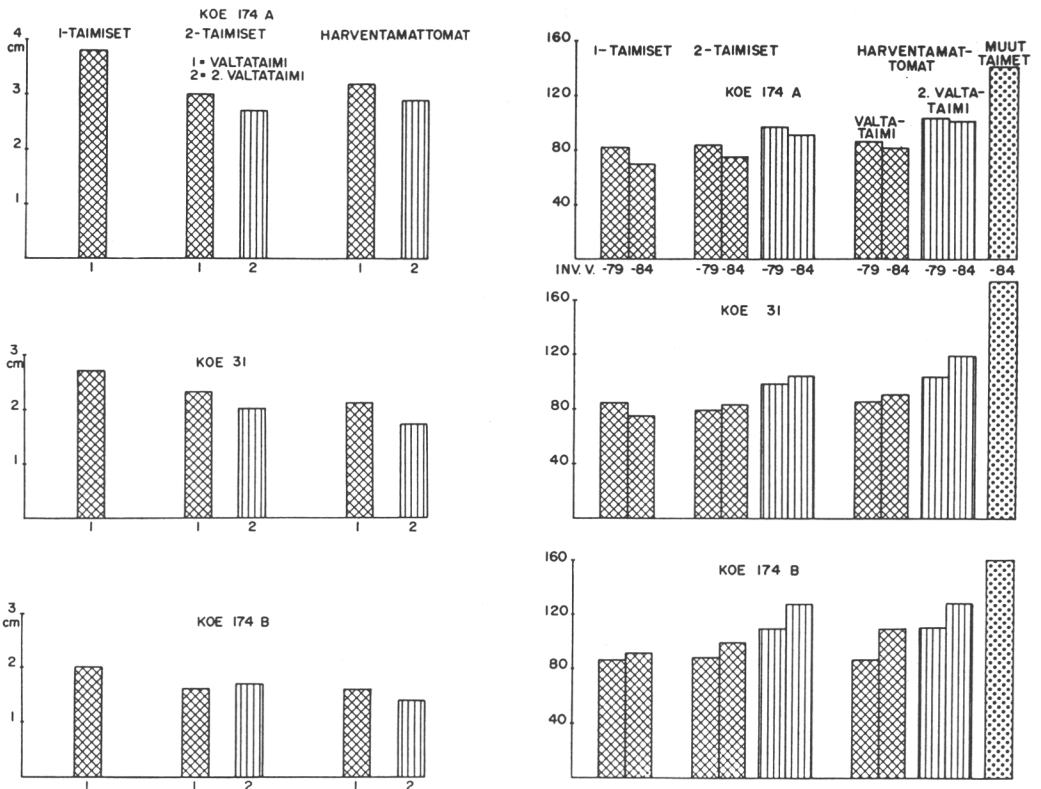 KOE 174 A
4
cm
3
2
1
1-TAIMISET
2-TAIMISET
HARVENTAMATTOMAT
1 = VALTATAIMI
2 = 2. VALTATAIMI
1
1 2
1 2
KOE 31
3
cm
2
1
1
1 2
1 2
KOE 174 B
3
cm
2
1
1
1 2
1 2
160
120
80
40
1-TAIMISET
2-TAIMISET
HARVENTAMAT-
TOMAT
MUUT
TAIMET
KOE 174 A
VALTA-
TAIMI
2. VALTA-
TAIMI
INV. V. -79 -84 -79 -84 -79 -84 -79 -84 -79 -84 -84
KOE 31
160
120
80
40
KOE 174 B
160
120
80
40